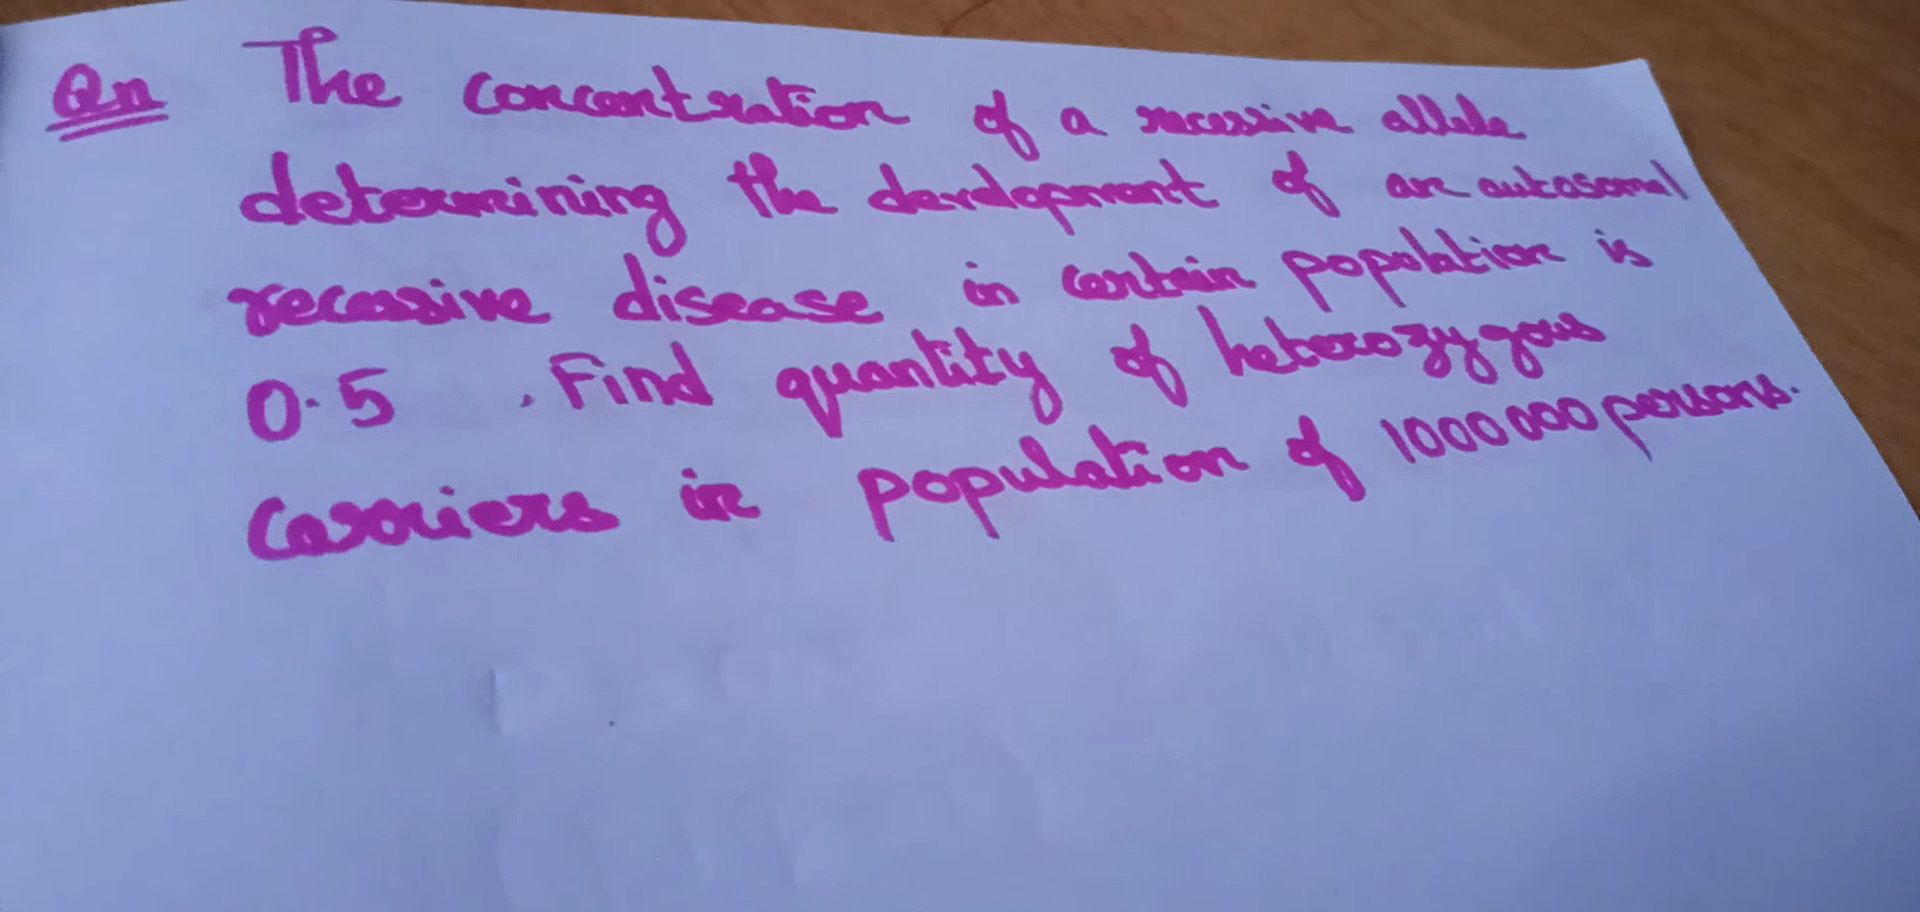 Qn The concentration of a recessive allele
determining the development of an autosomal
recessive disease in certain population is
0.5 . Find quantity of heterozygous
carriers in population of 1000000 persons.